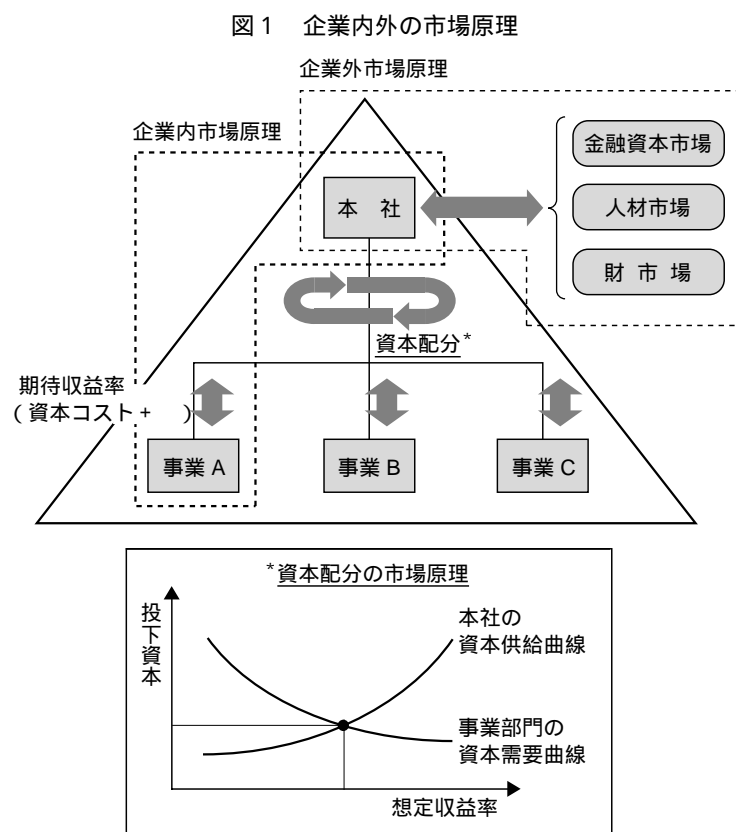 図1 企業内外の市場原理
企業外市場原理
企業内市場原理
金融資本市場
本 社
人材市場
財 市 場
資本配分*
期待収益率
(資本コスト+ )
事業 A
事業 B
事業 C
*資本配分の市場原理
投下資本
本社の
資本供給曲線
事業部門の
資本需要曲線
想定収益率